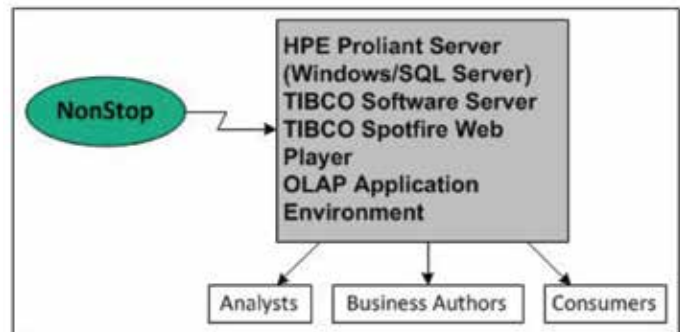 NonStop
HPE Proliant Server
(Windows/SQL Server)
TIBCO Software Server
TIBCO Spotfire Web
Player
OLAP Application
Environment
Analysts
Business Authors
Consumers